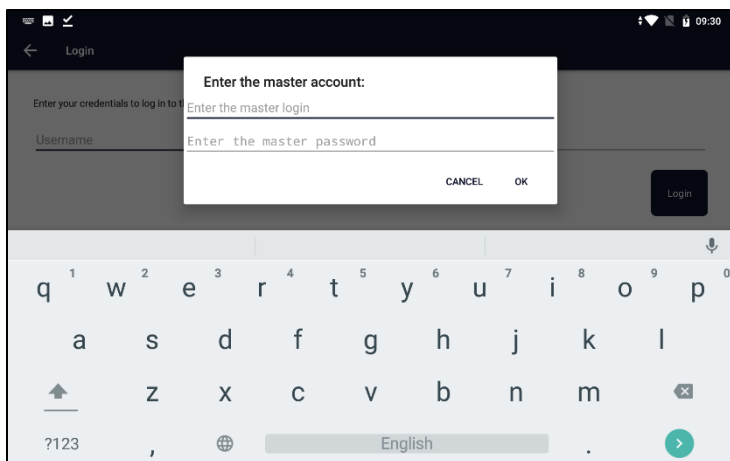 09:30
Login
Enter the master account:
Enter your credentials to log in to t
Enter the master login
Username
Enter the master password
CANCEL OK
Login
q 1 w 2 e 3 r 4 t 5 y 6 u 7 i 8 o 9 p 0
a s d f g h j k l
z x c v b n m
?123 , English .